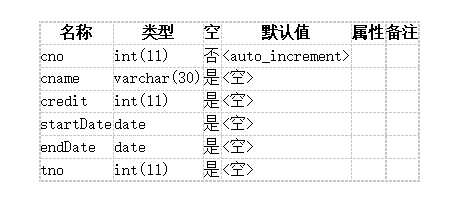 名称 类型 空 默认值 属性 备注
cno int(11) 否 <auto_increment>
cname varchar(30) 是 <空>
credit int(11) 是 <空>
startDate date 是 <空>
endDate date 是 <空>
tno int(11) 是 <空>